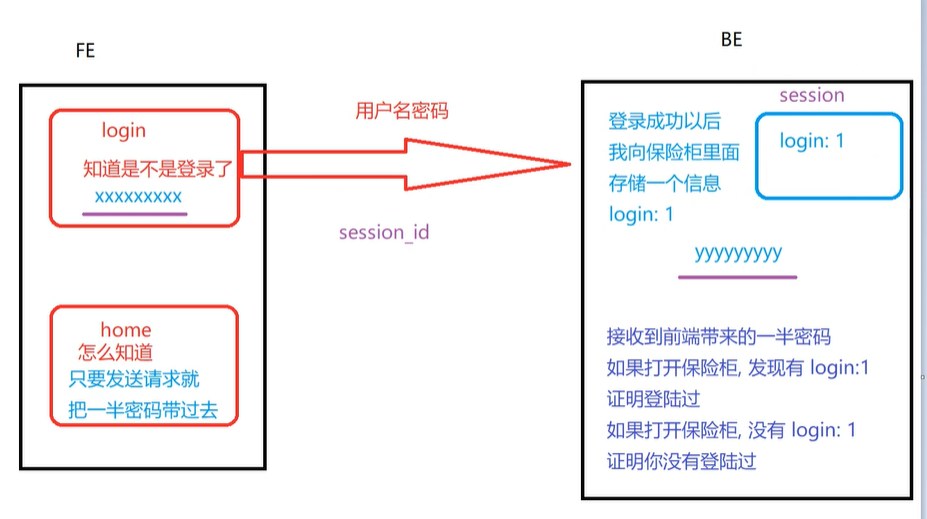 FE
login
知道是不是登录了
xxxxxxxxx
home
怎么知道
只要发送请求就
把一半密码带过去
用户名密码
session_id
BE
session
login: 1
登录成功以后
我向保险柜里面
存储一个信息
login: 1
yyyyyyyyy
接收到前端带来的一半密码
如果打开保险柜, 发现有 login:1
证明登陆过
如果打开保险柜, 没有 login: 1
证明你没有登陆过